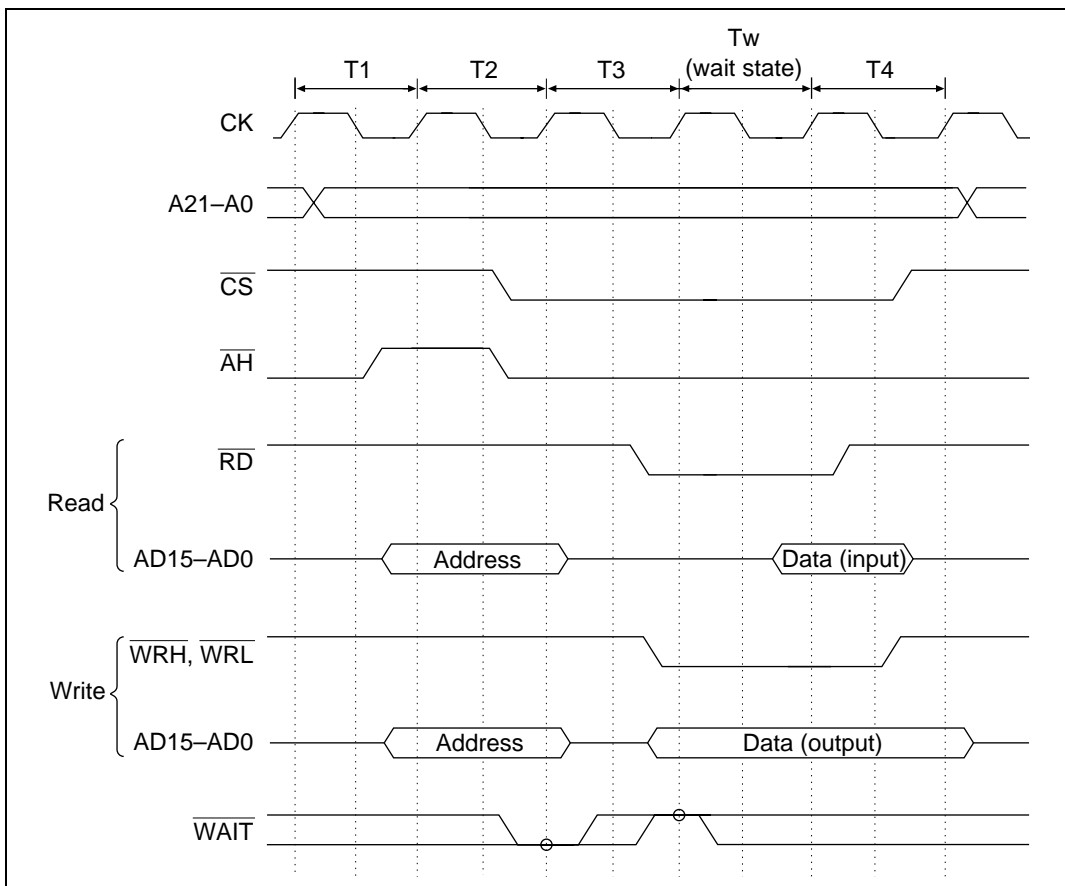 Tw
(wait state)
T1 T2 T3 T4
CK
A21–A0
CS
AH
RD
Read
AD15–AD0 Address Data (input)
WRH, WRL
Write
AD15–AD0 Address Data (output)
WAIT